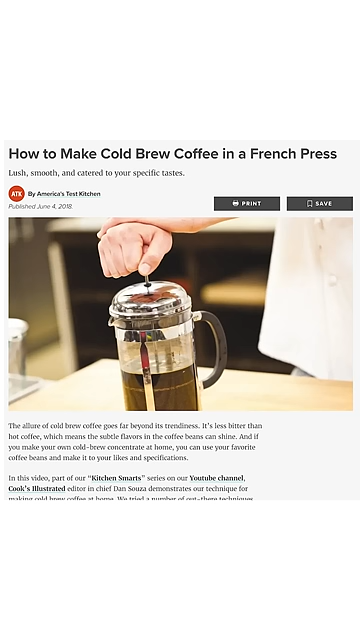 How to Make Cold Brew Coffee in a French Press
Lush, smooth, and catered to your specific tastes.
ATK
By America's Test Kitchen
Published June 4, 2018.
PRINT
SAVE
The allure of cold brew coffee goes far beyond its trendiness. It's less bitter than
hot coffee, which means the subtle flavors in the coffee beans can shine. And if
you make your own cold-brew concentrate at home, you can use your favorite
coffee beans and make it to your likes and specifications.
In this video, part of our “Kitchen Smarts” series on our Youtube channel,
Cook's Illustrated editor in chief Dan Souza demonstrates our technique for
making cold brew coffee at home. We tried a number of out-there techniques